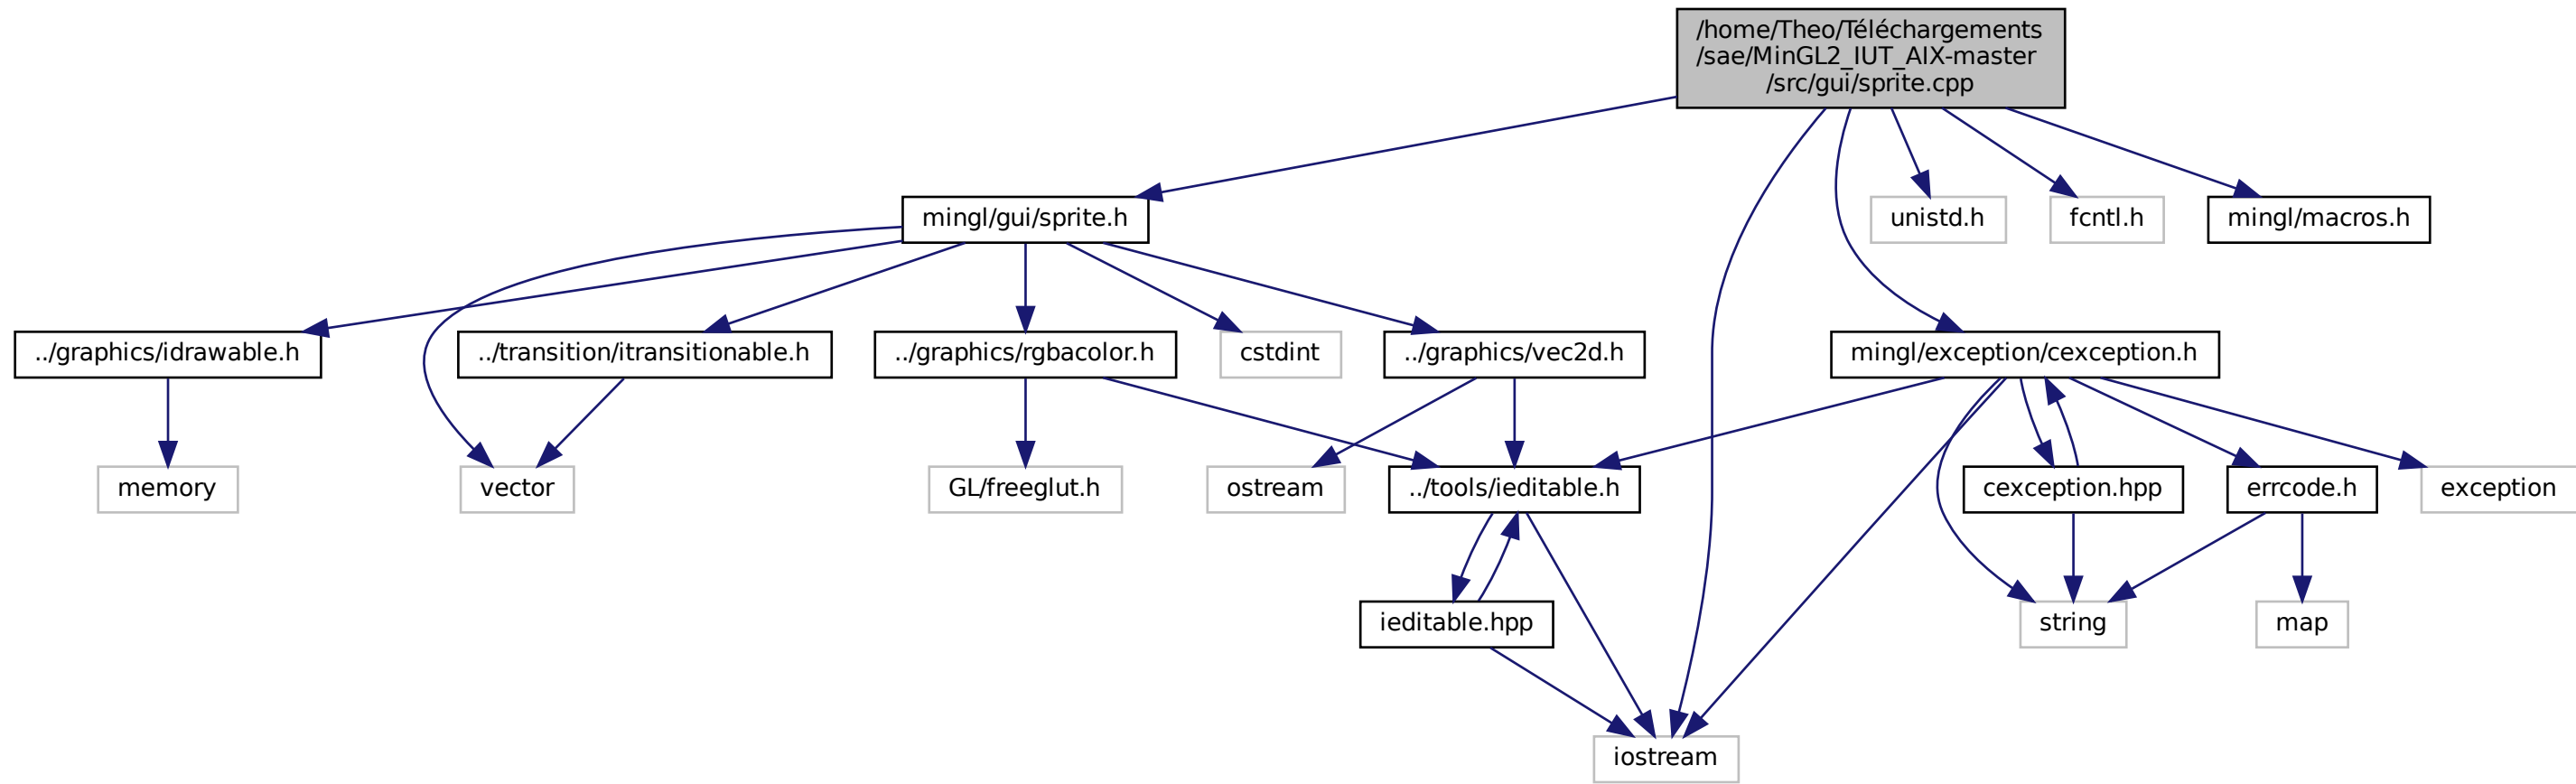 /home/Theo/Téléchargements
/sae/MinGL2_IUT_AIX-master
/src/gui/sprite.cpp
mingl/gui/sprite.h
unistd.h
fcntl.h
mingl/macros.h
../graphics/idrawable.h
../transition/itransitionable.h
../graphics/rgbacolor.h
cstdint
../graphics/vec2d.h
mingl/exception/cexception.h
memory
vector
GL/freeglut.h
ostream
../tools/ieditable.h
cexception.hpp
errcode.h
exception
ieditable.hpp
string
map
iostream